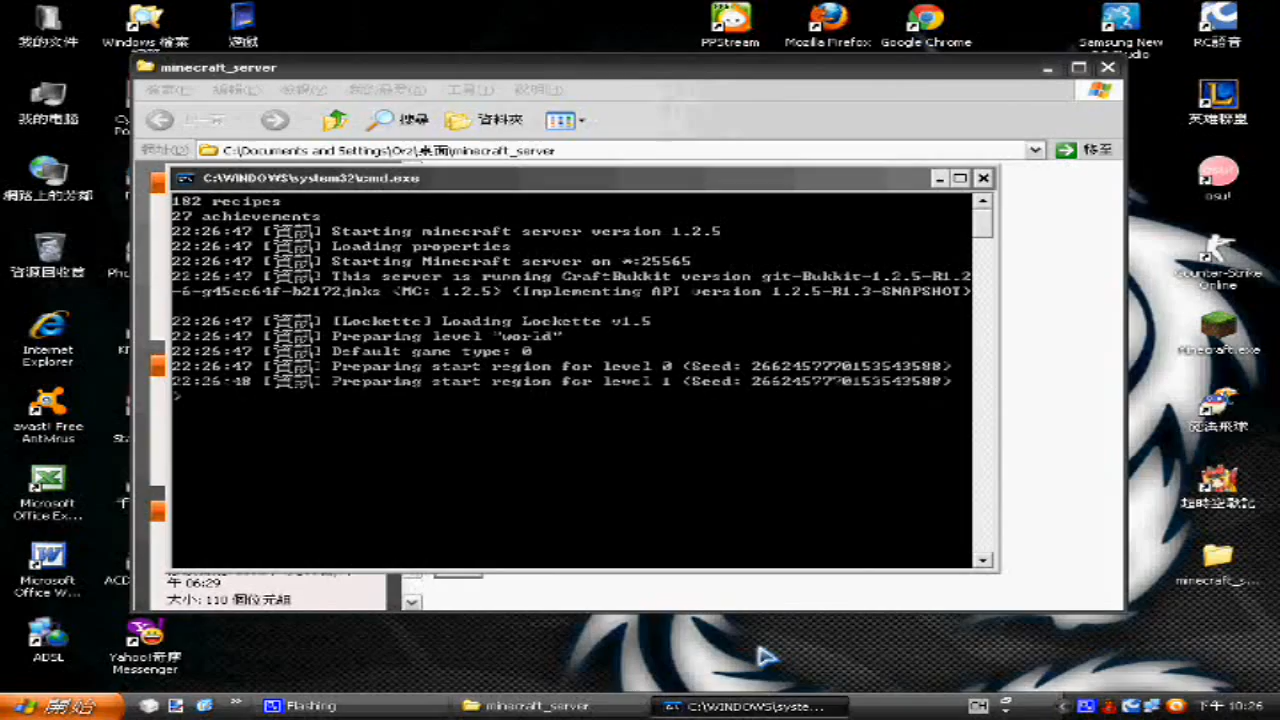 我的文件
Windows 檔案
遊戲
PPStream
Mozilla Firefox
Google Chrome
Samsung New
RC語音
minecraft_server
我的電腦
搜尋
資料夾
英雄聯盟
C:\Documents and Settings\Orz\桌面\minecraft_server
移至
C:\WINDOWS\system32\cmd.exe
網路上的芳鄰
osu!
182 recipes
27 achievements
22:26:47 [資訊] Starting minecraft server version 1.2.5
22:26:47 [資訊] Loading properties
22:26:47 [資訊] Starting Minecraft server on *:25565
22:26:47 [資訊] This server is running CraftBukkit version git-Bukkit-1.2.5-R1.2
-6-g45ec64f-b2172jnks (MC: 1.2.5) (Implementing API version 1.2.5-R1.3-SNAPSHOT)
22:26:47 [資訊] [Lockette] Loading Lockette v1.5
22:26:47 [資訊] Preparing level "world"
22:26:47 [資訊] Default game type: 0
22:26:47 [資訊] Preparing start region for level 0 (Seed: 2662457770153543588)
22:26:48 [資訊] Preparing start region for level 1 (Seed: 2662457770153543588)
>
資源回收筒
Counter-Strike
Online
Internet
Explorer
Minecraft.exe
avast! Free
AntiVirus
魔法飛球
Microsoft
Office Ex...
超時空戰記
Microsoft
Office W...
minecraft_s...
午 06:29
大小: 110 個位元組
ADSL
Yahoo!奇摩
Messenger
開始
Flashing
minecraft_server
C:\WINDOWS\syste...
CH
下午 10:26